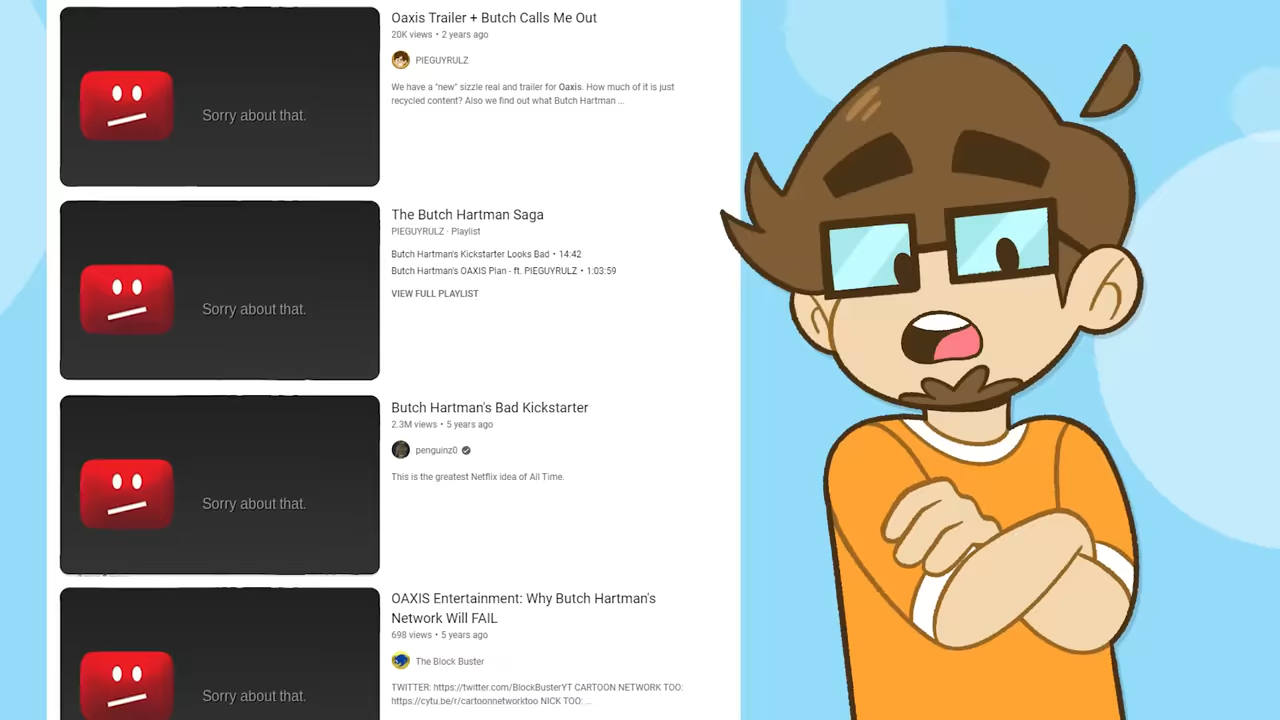 Sorry about that.
Oaxis Trailer + Butch Calls Me Out
20K views • 2 years ago
PIEGUYRULZ
We have a "new" sizzle real and trailer for Oaxis. How much of it is just
recycled content? Also we find out what Butch Hartman ...
Sorry about that.
The Butch Hartman Saga
PIEGUYRULZ · Playlist
Butch Hartman's Kickstarter Looks Bad • 14:42
Butch Hartman's OAXIS Plan - ft. PIEGUYRULZ • 1:03:59
VIEW FULL PLAYLIST
Sorry about that.
Butch Hartman's Bad Kickstarter
2.3M views • 5 years ago
penguinz0
This is the greatest Netflix idea of All Time.
Sorry about that.
OAXIS Entertainment: Why Butch Hartman's
Network Will FAIL
698 views • 5 years ago
The Block Buster
TWITTER: https://twitter.com/BlockBusterYT CARTOON NETWORK TOO:
https://cytu.be/r/cartoonnetworktoo NICK TOO: ...